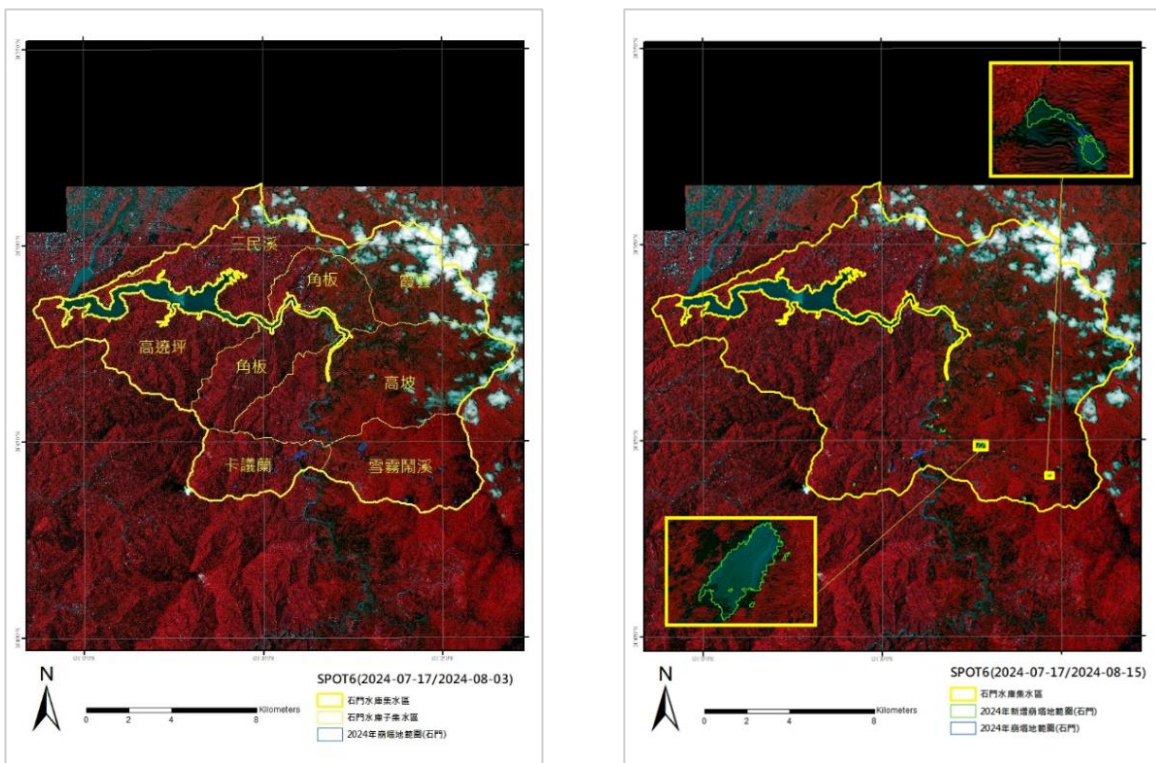 三民溪
角板
霞雲
高遶坪
角板
高坡
卡議蘭
雪霧鬧溪
N
0 2 4 8 Kilometers
SPOT6(2024-07-17/2024-08-03)
石門水庫集水區
石門水庫子集水區
2024年崩塌地範圍(石門)
N
0 2 4 8 Kilometers
SPOT6(2024-07-17/2024-08-15)
石門水庫集水區
2024年新增崩塌地範圍(石門)
2024年崩塌地範圍(石門)